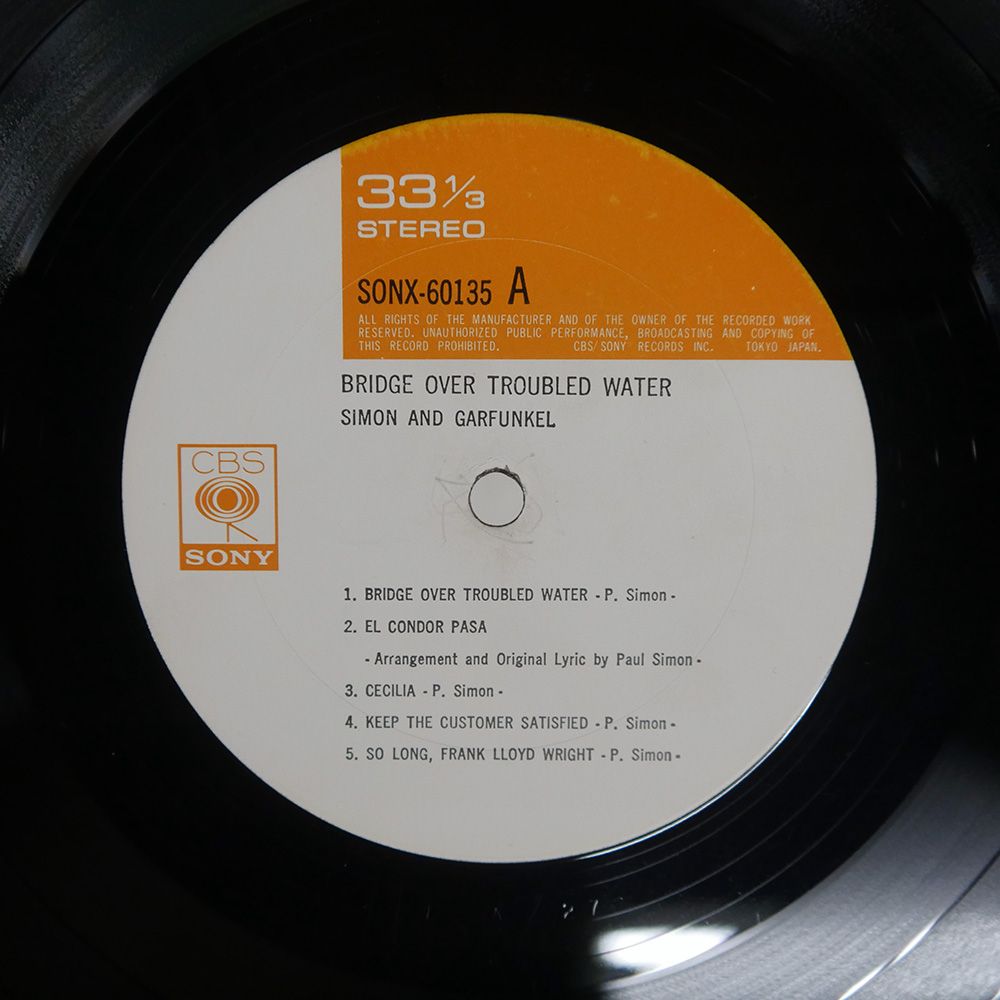 33 1/3
STEREO
SONX-60135 A
ALL RIGHTS OF THE MANUFACTURER AND OF THE OWNER OF THE RECORDED WORK
RESERVED. UNAUTHORIZED PUBLIC PERFORMANCE, BROADCASTING AND COPYING OF
THIS RECORD PROHIBITED. CBS/SONY RECORDS INC. TOKYO JAPAN.
BRIDGE OVER TROUBLED WATER
SIMON AND GARFUNKEL
CBS
SONY
1. BRIDGE OVER TROUBLED WATER - P. Simon -
2. EL CONDOR PASA
- Arrangement and Original Lyric by Paul Simon -
3. CECILIA - P. Simon -
4. KEEP THE CUSTOMER SATISFIED - P. Simon -
5. SO LONG, FRANK LLOYD WRIGHT - P. Simon -